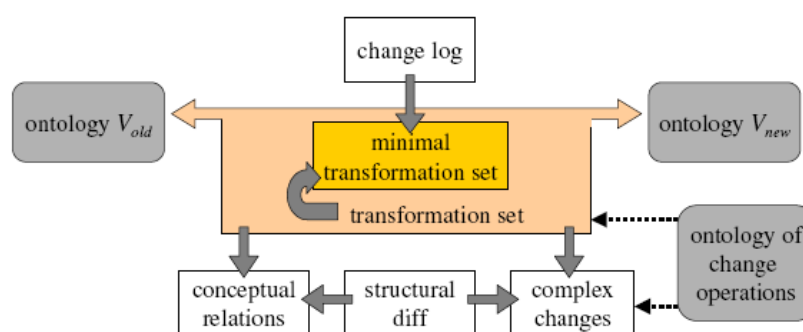 change log
ontology V_old
ontology V_new
minimal
transformation set
transformation set
ontology of
change
operations
conceptual
relations
structural
diff
complex
changes